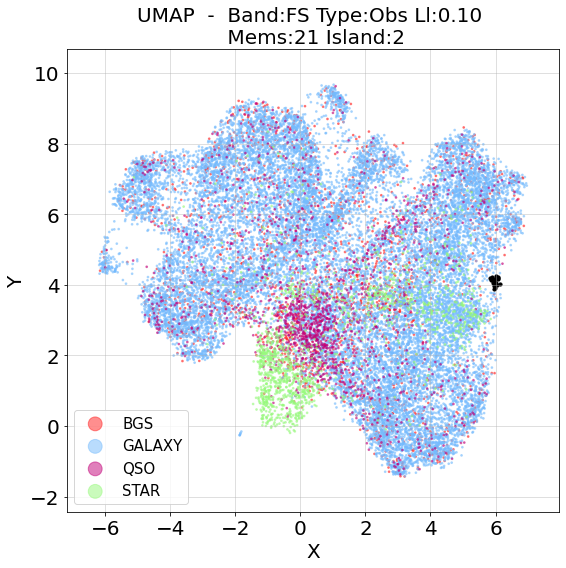 UMAP  -  Band:FS Type:Obs Ll:0.10
Mems:21 Island:2
10
8
6
4
2
0
−2
Y
BGS
GALAXY
QSO
STAR
−6
−4
−2
0
2
4
6
X